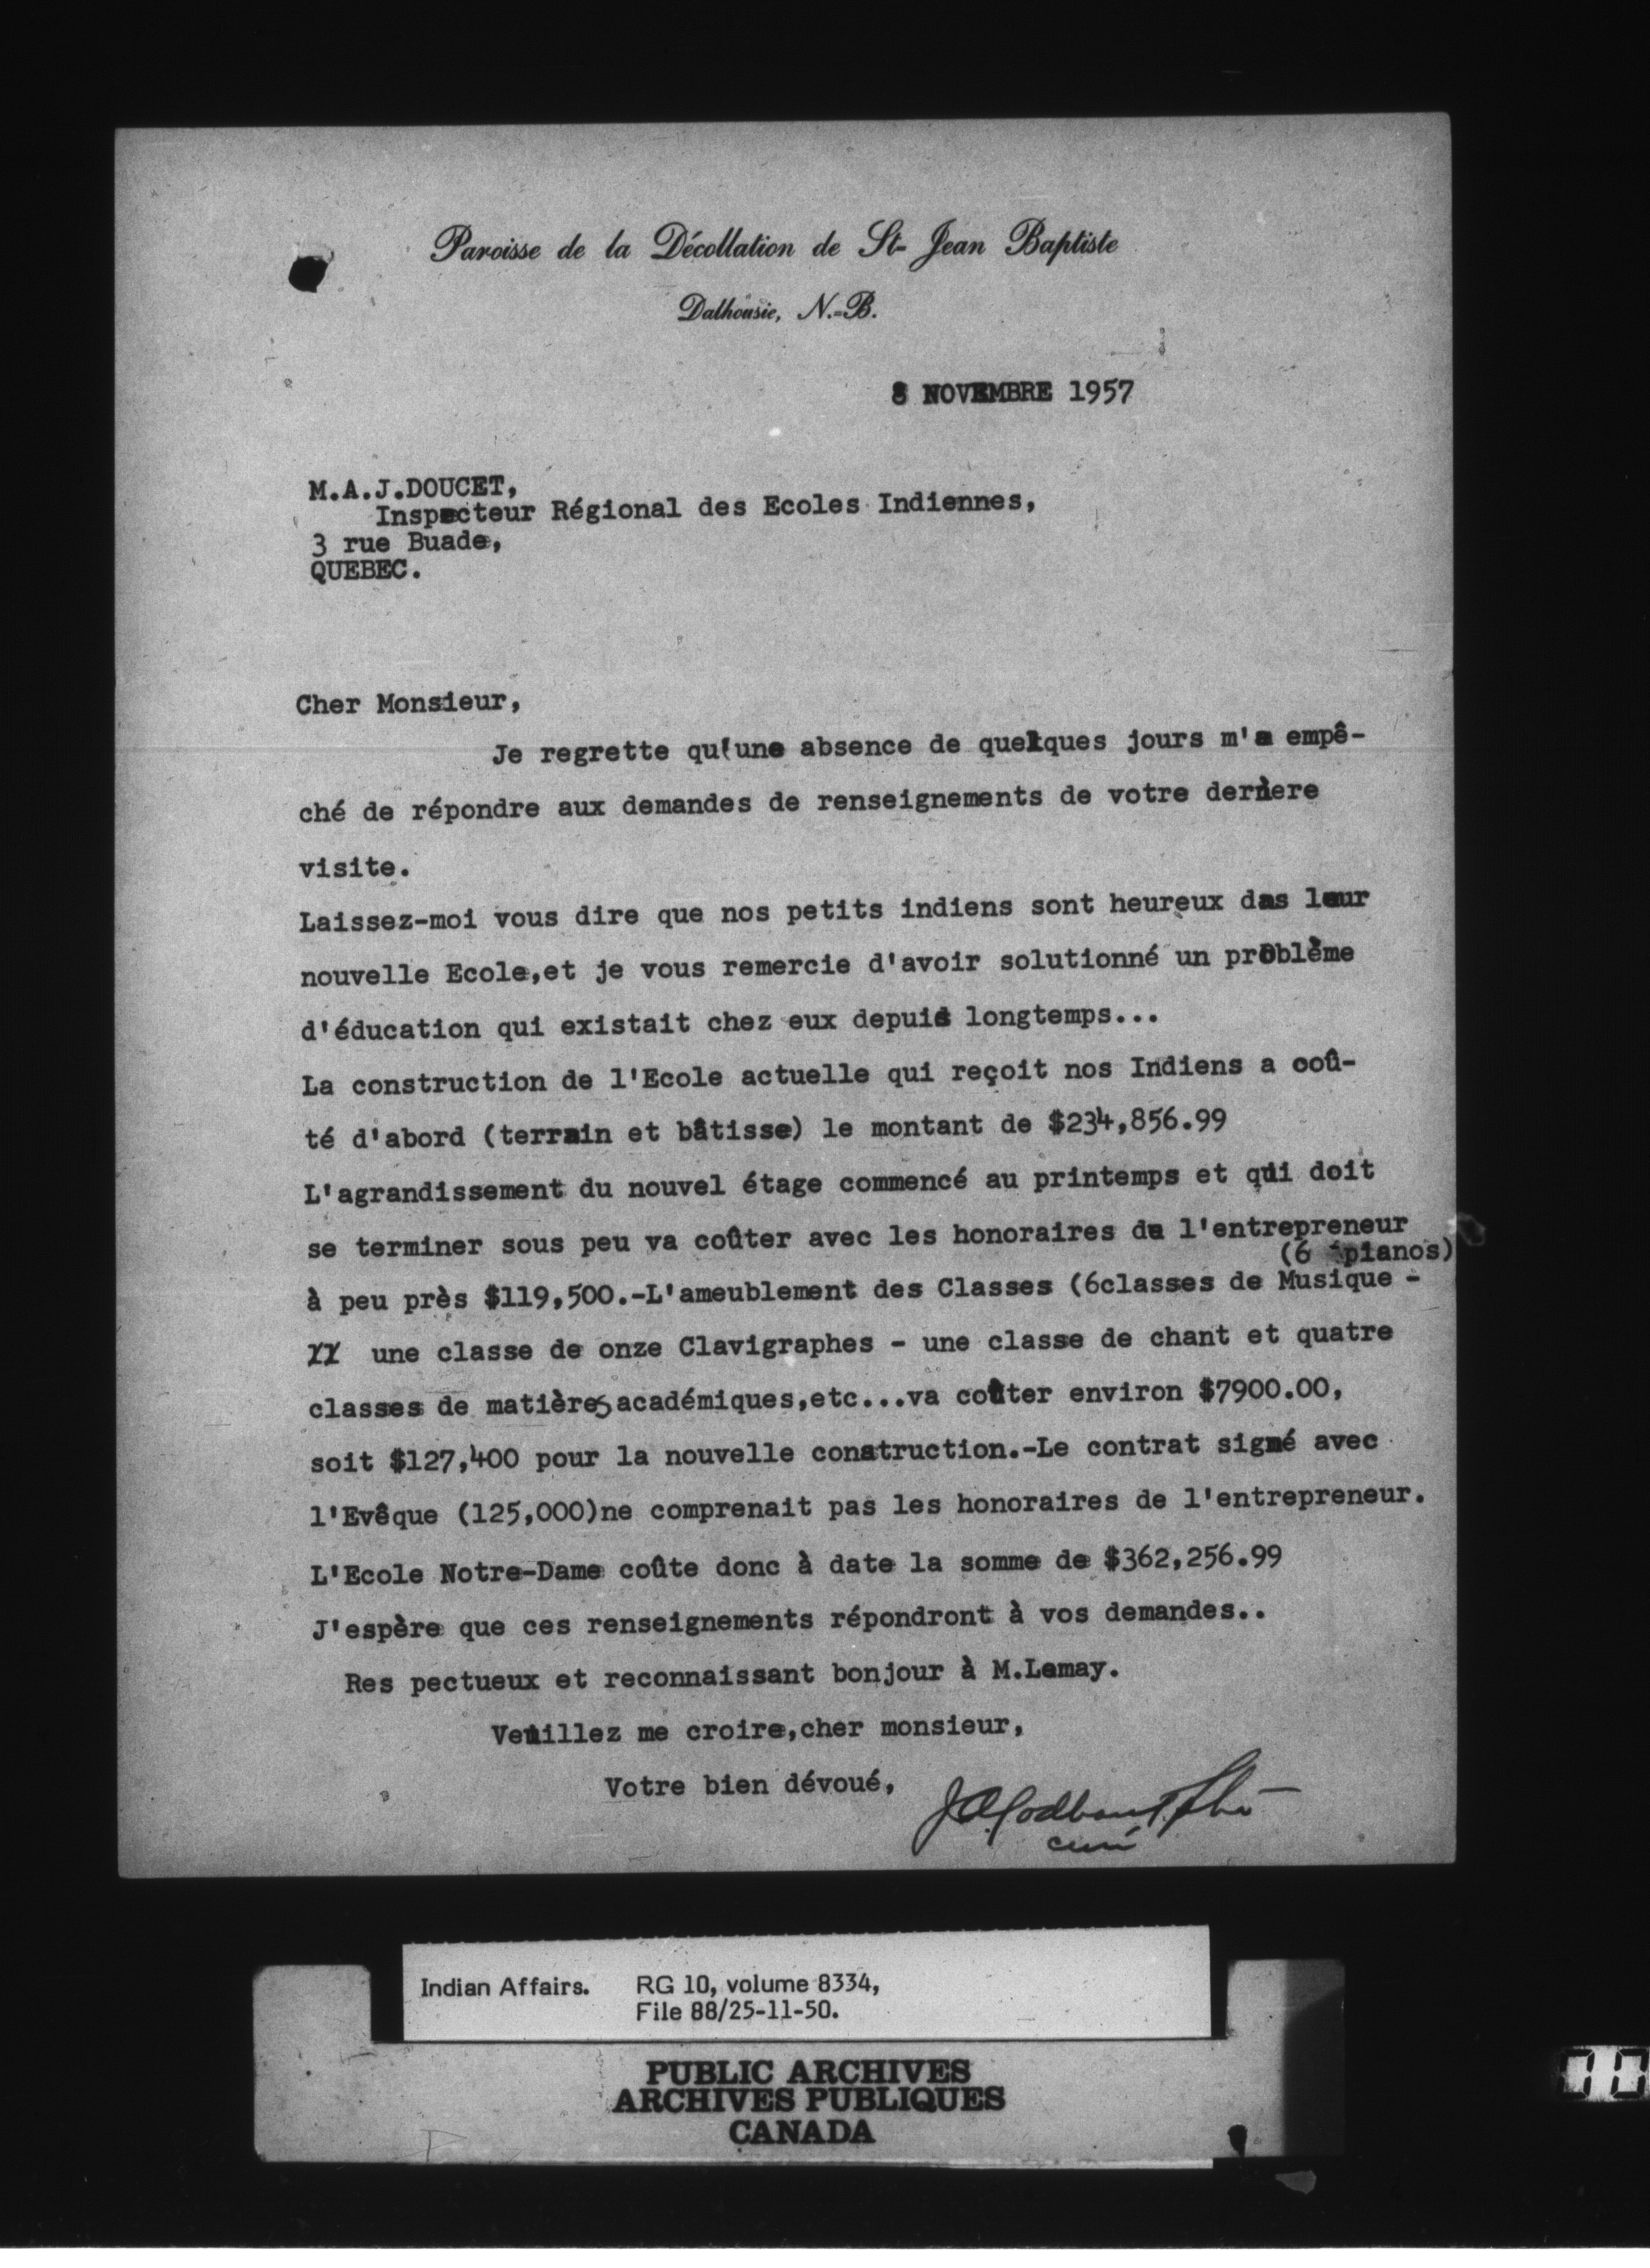 Paroisse de la Décollation de St- Jean Baptiste
Dalhousie, N.-B.
8 NOVEMBRE 1957
M.A.J.DOUCET,
Inspecteur Régional des Ecoles Indiennes,
3 rue Buade,
QUEBEC.
Cher Monsieur,
Je regrette qu'une absence de quelques jours m'a empê-
ché de répondre aux demandes de renseignements de votre dernière
visite.
Laissez-moi vous dire que nos petits indiens sont heureux das leur
nouvelle Ecole,et je vous remercie d'avoir solutionné un problème
d'éducation qui existait chez eux depuis longtemps...
La construction de l'Ecole actuelle qui reçoit nos Indiens a coû-
té d'abord (terrain et bâtisse) le montant de $234,856.99
L'agrandissement du nouvel étage commencé au printemps et qui doit
se terminer sous peu va coûter avec les honoraires de l'entrepreneur
(6 pianos)
à peu près $119,500.-L'ameublement des Classes (6classes de Musique -
une classe de onze Clavigraphes - une classe de chant et quatre
classes de matières académiques,etc...va coûter environ $7900.00,
soit $127,400 pour la nouvelle construction.-Le contrat signé avec
l'Evêque (125,000)ne comprenait pas les honoraires de l'entrepreneur.
L'Ecole Notre-Dame coûte donc à date la somme de $362,256.99
J'espère que ces renseignements répondront à vos demandes..
Res pectueux et reconnaissant bonjour à M.Lemay.
Veuillez me croire,cher monsieur,
Votre bien dévoué,
J.A. Godbout
curé
Indian Affairs. RG 10, volume 8334,
File 88/25-11-50.
PUBLIC ARCHIVES
ARCHIVES PUBLIQUES
CANADA